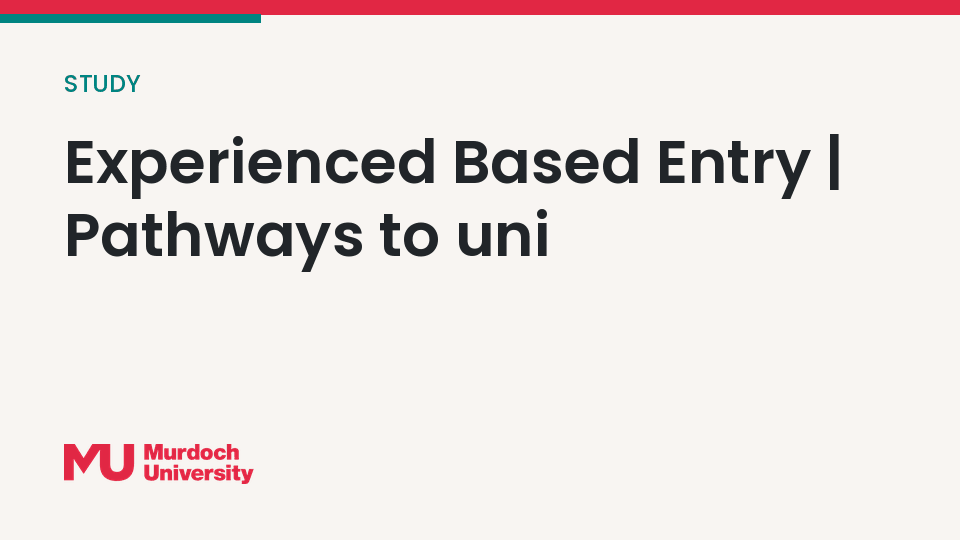 STUDY
Experienced Based Entry |
Pathways to uni
MU Murdoch
University